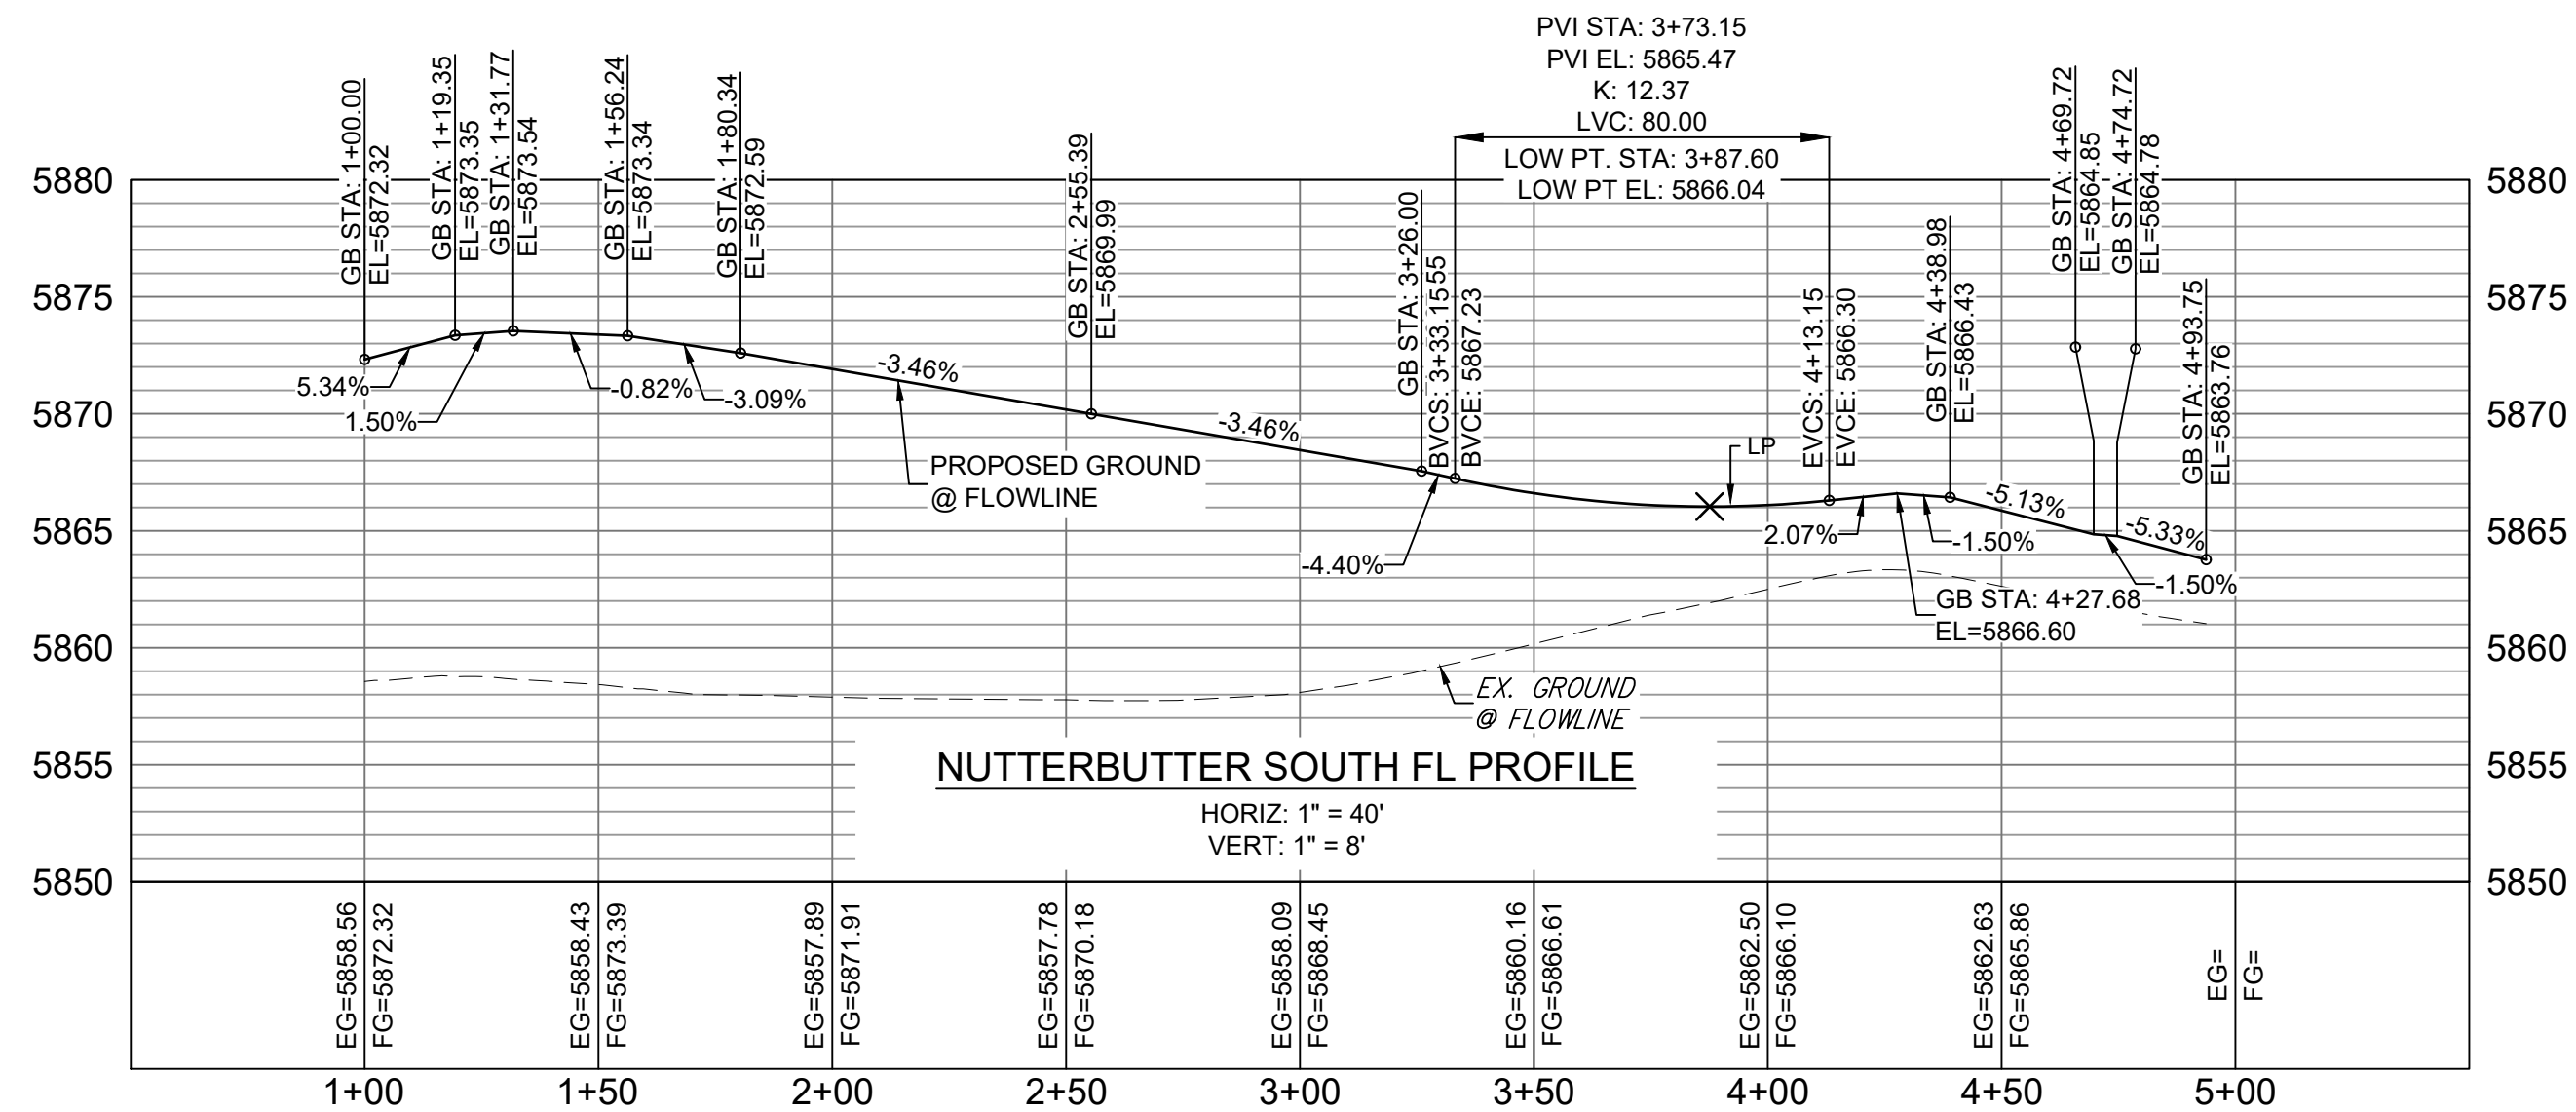 PVI STA: 3+73.15
PVI EL: 5865.47
K: 12.37
LVC: 80.00
LOW PT. STA: 3+87.60
LOW PT EL: 5866.04
GB STA: 1+00.00
EL=5872.32
GB STA: 1+19.35
EL=5873.35
GB STA: 1+31.77
EL=5873.54
GB STA: 1+56.24
EL=5873.34
GB STA: 1+80.34
EL=5872.59
GB STA: 2+55.39
EL=5869.99
GB STA: 3+26.00
55
BVCS: 3+33.15
BVCE: 5867.23
EVCS: 4+13.15
EVCE: 5866.30
GB STA: 4+38.98
EL=5866.43
GB STA: 4+69.72
EL=5864.85
GB STA: 4+74.72
EL=5864.78
GB STA: 4+93.75
EL=5863.76
5880
5880
5875
5875
5870
5870
5865
5865
5860
5860
5855
5855
5850
5850
5.34%
1.50%
-0.82%
-3.09%
-3.46%
-3.46%
PROPOSED GROUND
@ FLOWLINE
-4.40%
LP
2.07%
-1.50%
-5.13%
-5.33%
-1.50%
GB STA: 4+27.68
EL=5866.60
EX. GROUND
@ FLOWLINE
NUTTERBUTTER SOUTH FL PROFILE
HORIZ: 1" = 40'
VERT: 1" = 8'
EG=5858.56
FG=5872.32
EG=5858.43
FG=5873.39
EG=5857.89
FG=5871.91
EG=5857.78
FG=5870.18
EG=5858.09
FG=5868.45
EG=5860.16
FG=5866.61
EG=5862.50
FG=5866.10
EG=5862.63
FG=5865.86
EG=
FG=
1+00
1+50
2+00
2+50
3+00
3+50
4+00
4+50
5+00